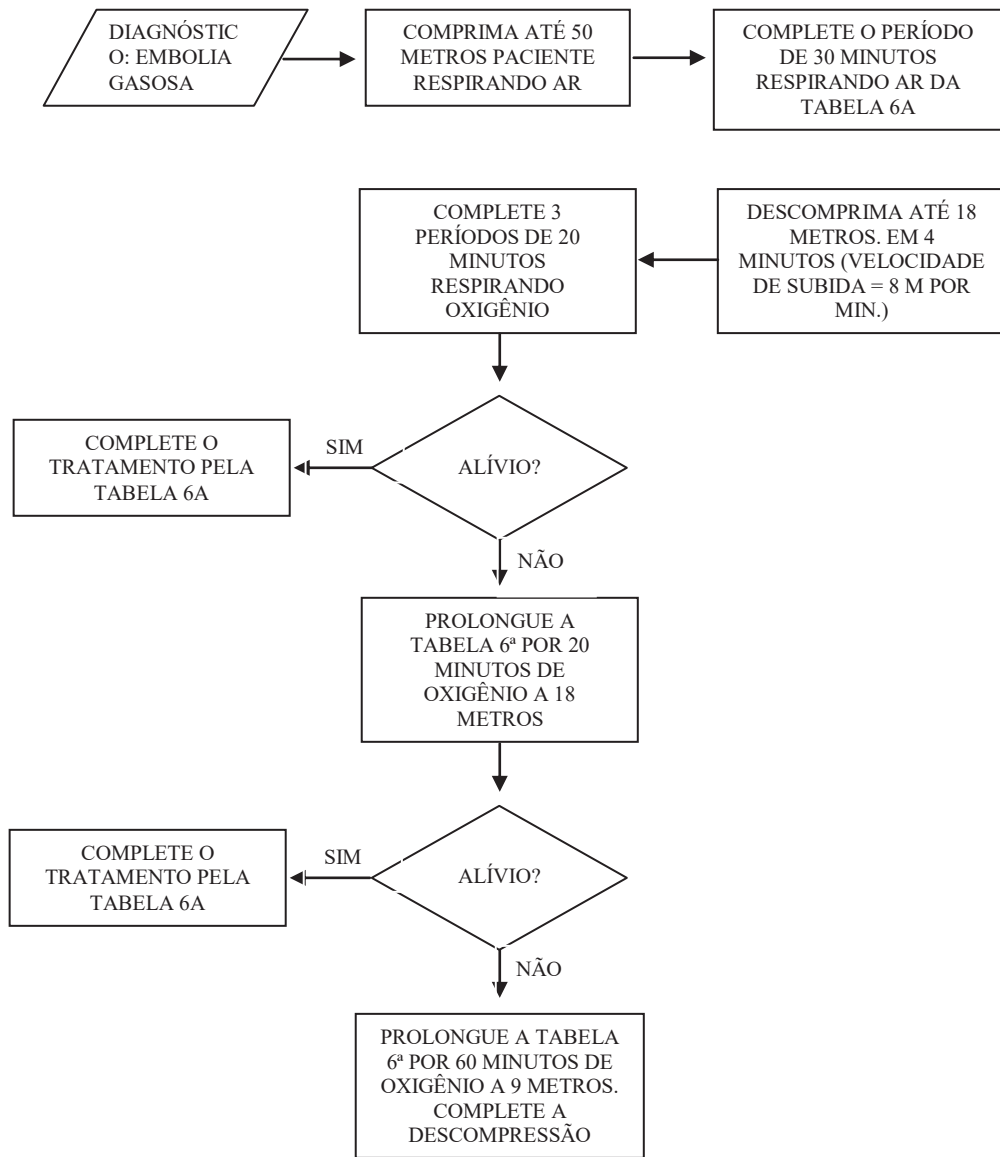 DIAGNÓSTIC
O: EMBOLIA
GASOSA
COMPRIMA ATÉ 50
METROS PACIENTE
RESPIRANDO AR
COMPLETE O PERÍODO
DE 30 MINUTOS
RESPIRANDO AR DA
TABELA 6A
DESCOMPRIMA ATÉ 18
METROS. EM 4
MINUTOS (VELOCIDADE
DE SUBIDA = 8 M POR
MIN.)
COMPLETE 3
PERÍODOS DE 20
MINUTOS
RESPIRANDO
OXIGÊNIO
ALÍVIO?
SIM
COMPLETE O
TRATAMENTO PELA
TABELA 6A
NÃO
PROLONGUE A
TABELA 6ª POR 20
MINUTOS DE
OXIGÊNIO A 18
METROS
ALÍVIO?
SIM
COMPLETE O
TRATAMENTO PELA
TABELA 6A
NÃO
PROLONGUE A TABELA
6ª POR 60 MINUTOS DE
OXIGÊNIO A 9 METROS.
COMPLETE A
DESCOMPRESSÃO